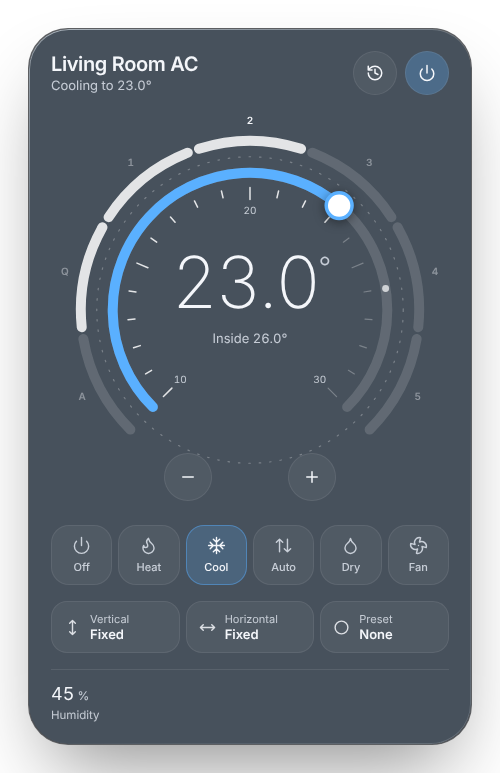 Living Room AC
Cooling to 23.0°
2
1
3
20
Q
4
23.0°
Inside 26.0°
10
30
A
5
Off
Heat
Cool
Auto
Dry
Fan
Vertical
Fixed
Horizontal
Fixed
Preset
None
45 %
Humidity